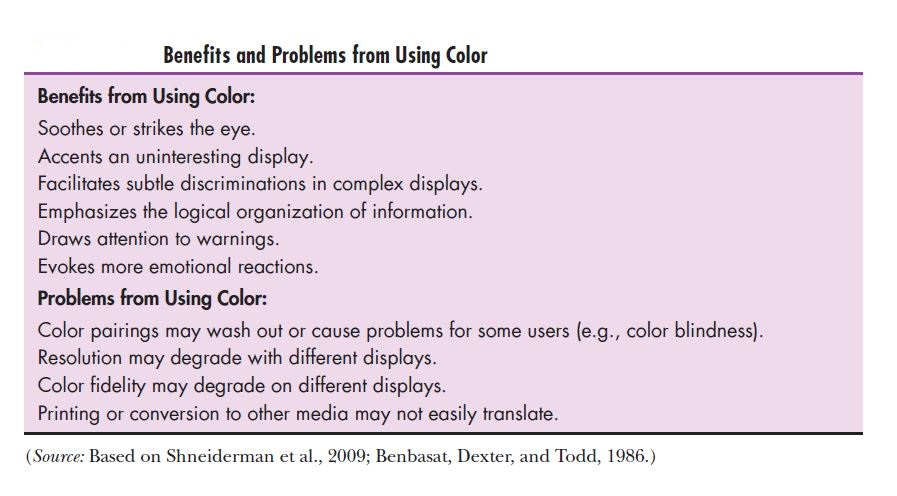 Benefits and Problems from Using Color
Benefits from Using Color:
Soothes or strikes the eye.
Accents an uninteresting display.
Facilitates subtle discriminations in complex displays.
Emphasizes the logical organization of information.
Draws attention to warnings.
Evokes more emotional reactions.
Problems from Using Color:
Color pairings may wash out or cause problems for some users (e.g., color blindness).
Resolution may degrade with different displays.
Color fidelity may degrade on different displays.
Printing or conversion to other media may not easily translate.
(Source: Based on Shneiderman et al., 2009; Benbasat, Dexter, and Todd, 1986.)